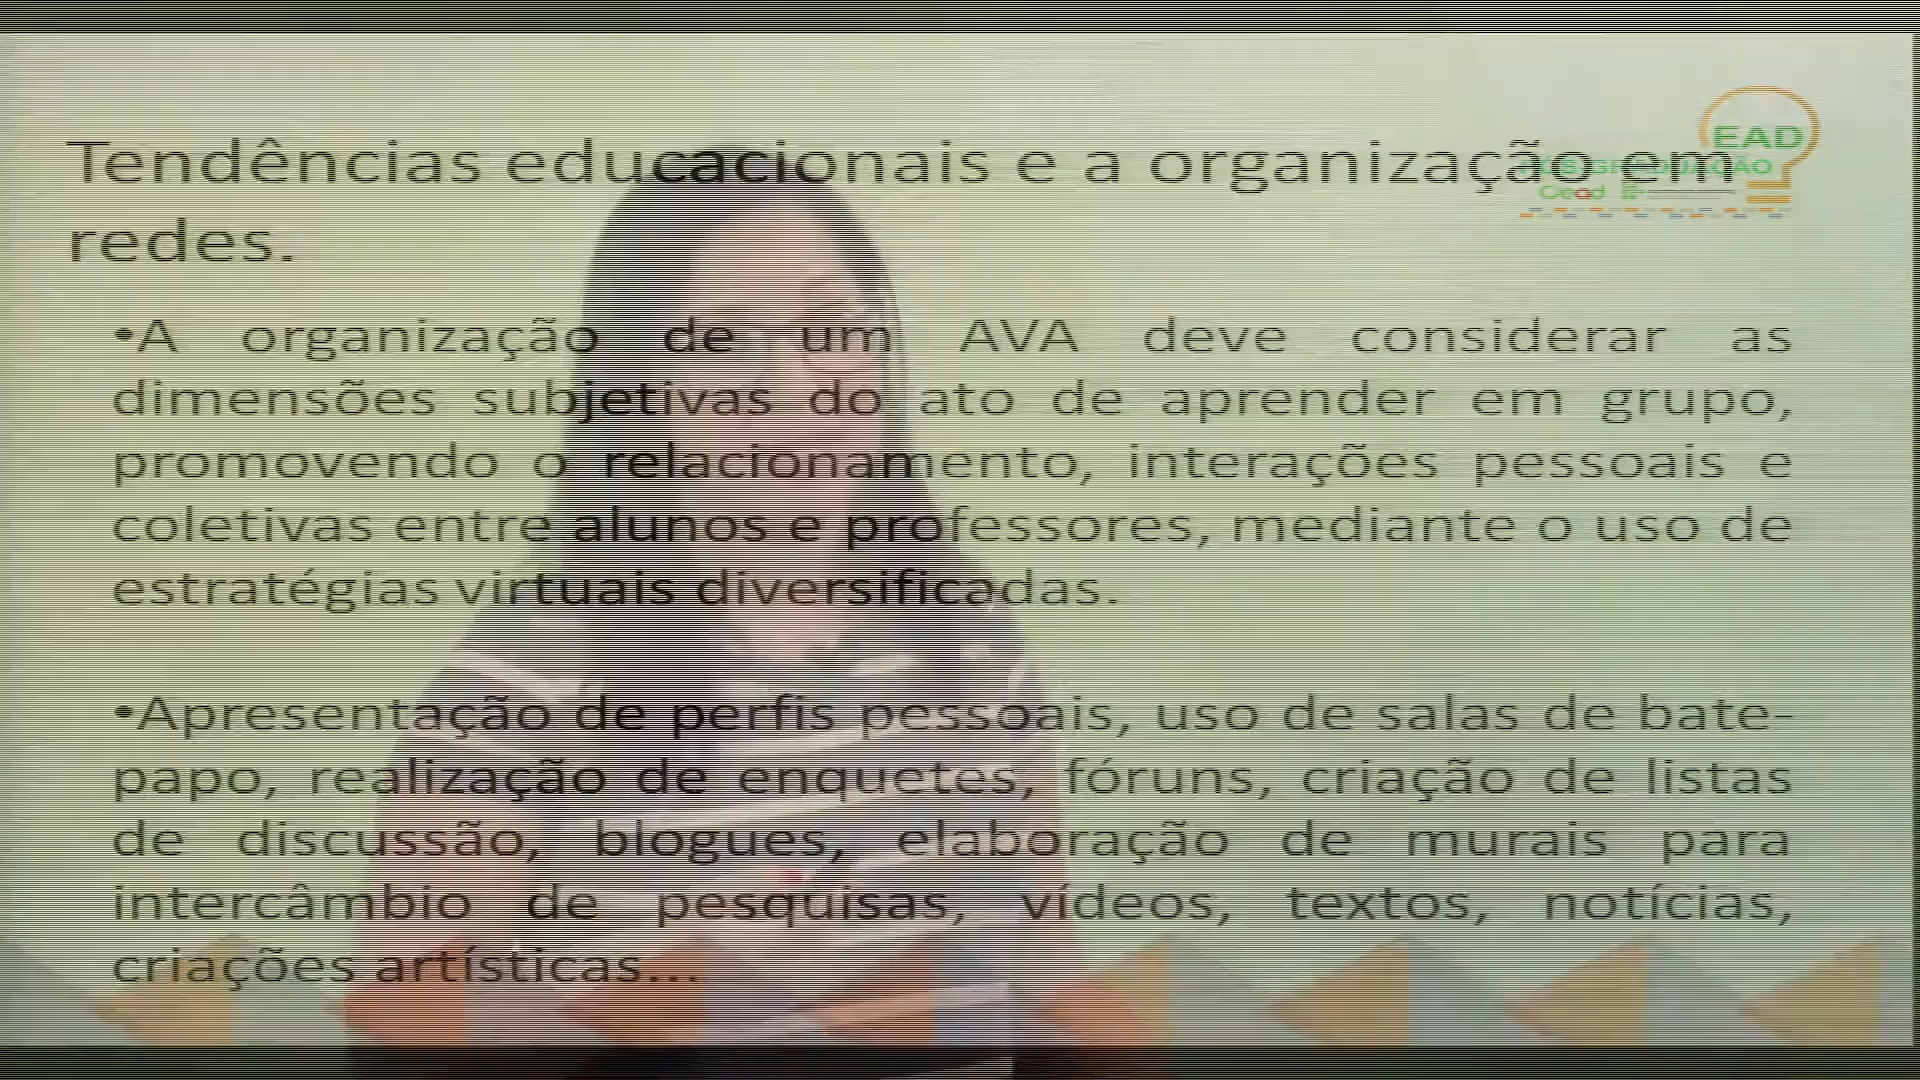 Tendências educacionais e a organização em
redes.
EAD
PÓS-GRADUAÇÃO
Cead
•A organização de um AVA deve considerar as
dimensões subjetivas do ato de aprender em grupo,
promovendo o relacionamento, interações pessoais e
coletivas entre alunos e professores, mediante o uso de
estratégias virtuais diversificadas.
•Apresentação de perfis pessoais, uso de salas de bate-
papo, realização de enquetes, fóruns, criação de listas
de discussão, blogues, elaboração de murais para
intercâmbio de pesquisas, vídeos, textos, notícias,
criações artísticas...